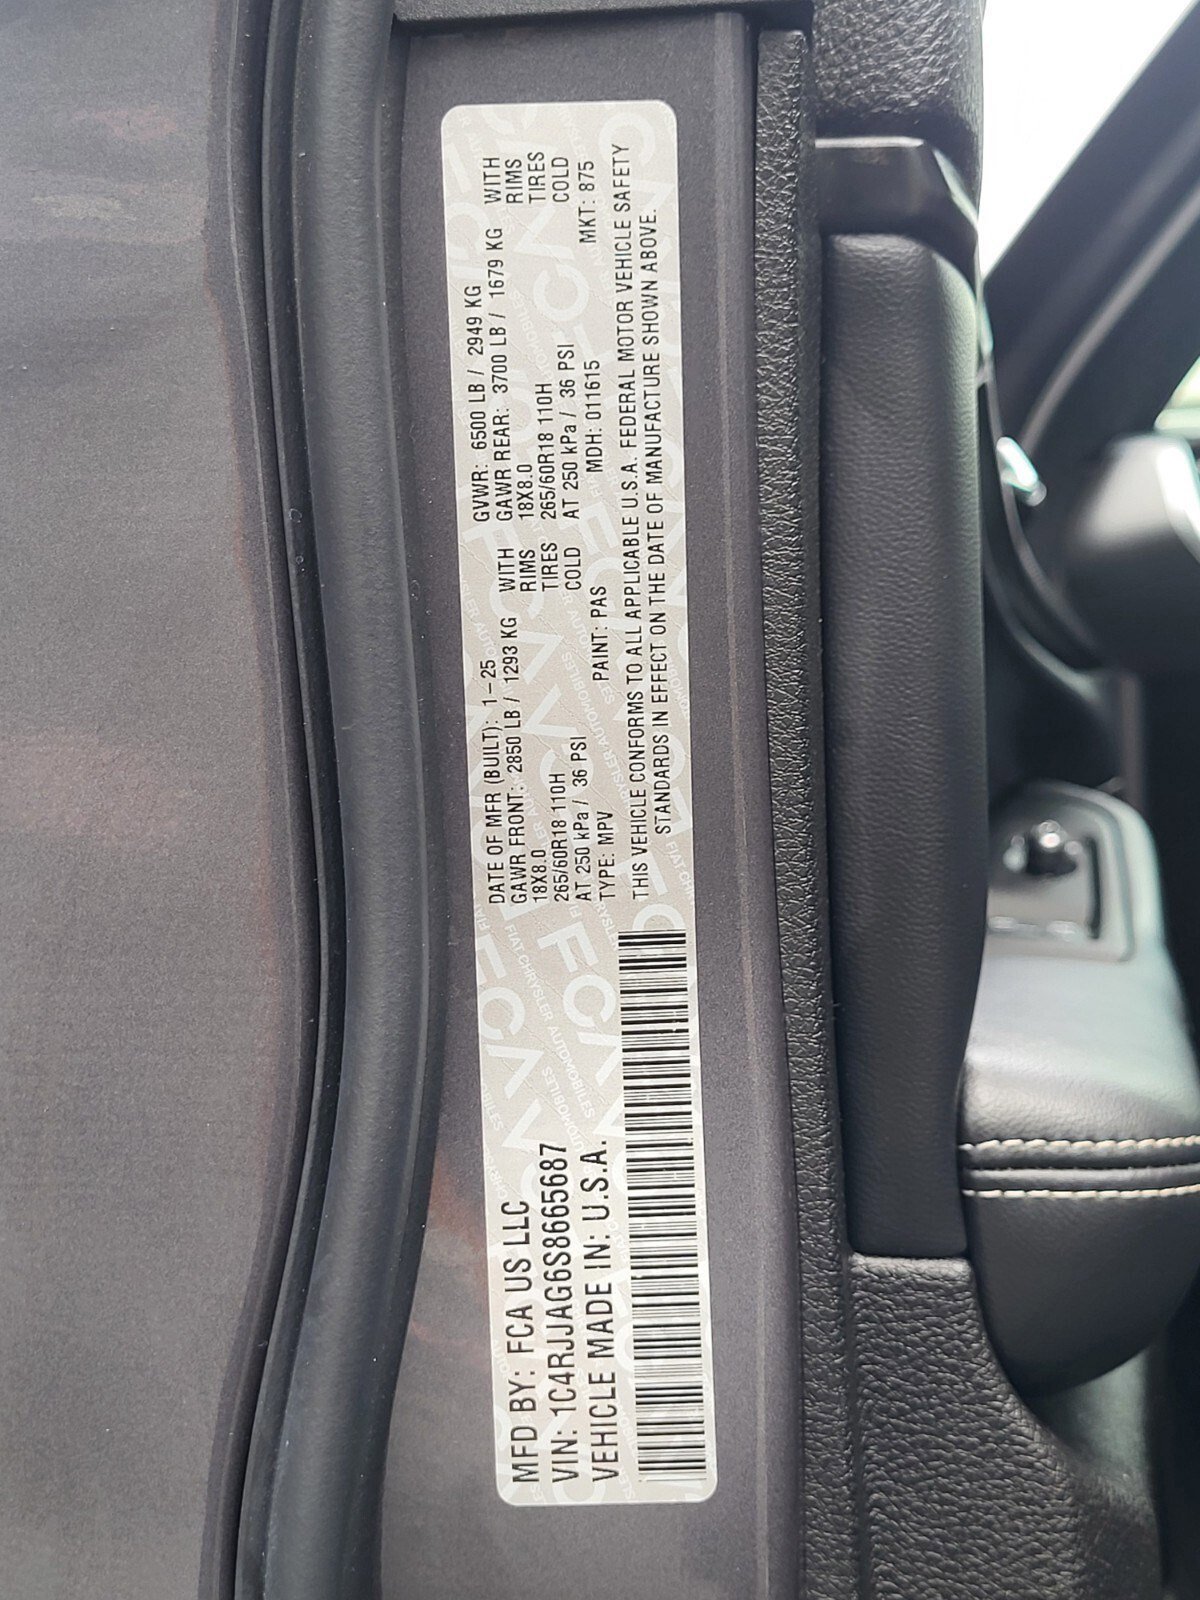 MFD BY: FCA US LLC
VIN: 1C4RJJAG6S8665687
VEHICLE MADE IN: U.S.A.
DATE OF MFR (BUILT): 1-25 GVWR: 6500 LB / 2949 KG
GAWR FRONT: 2850 LB / 1293 KG WITH GAWR REAR: 3700 LB / 1679 KG WITH
18X8.0 RIMS 18X8.0 RIMS
265/60R18 110H TIRES 265/60R18 110H TIRES
AT 250 kPa / 36 PSI COLD AT 250 kPa / 36 PSI COLD
TYPE: MPV PAINT: PAS MDH: 011615 MKT: 875
THIS VEHICLE CONFORMS TO ALL APPLICABLE U.S.A. FEDERAL MOTOR VEHICLE SAFETY
STANDARDS IN EFFECT ON THE DATE OF MANUFACTURE SHOWN ABOVE.